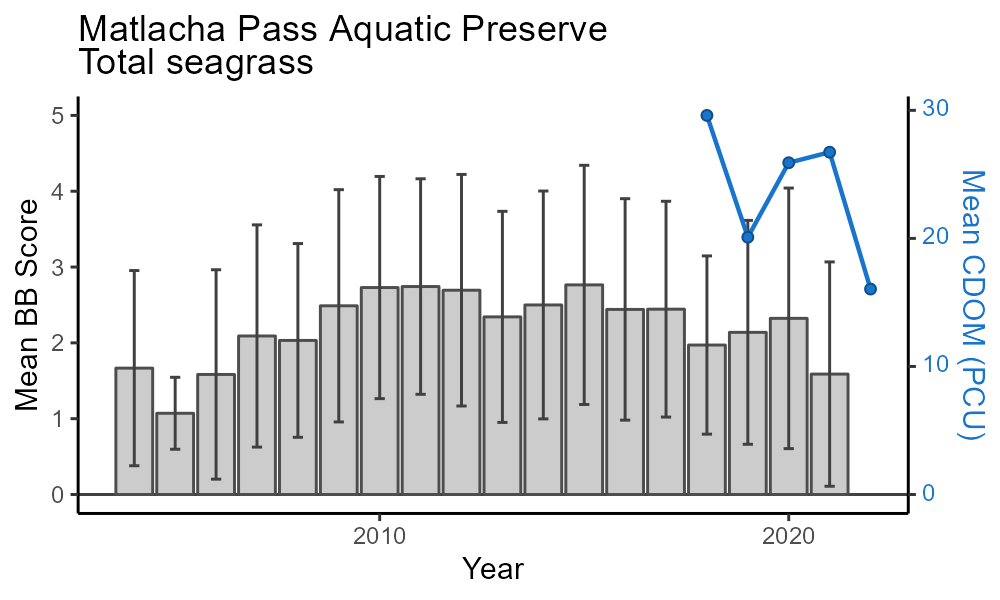 Matlacha Pass Aquatic Preserve
Total seagrass
Mean BB Score
5
4
3
2
1
0
30
20
10
0
Mean CDOM (PCU)
2010
2020
Year